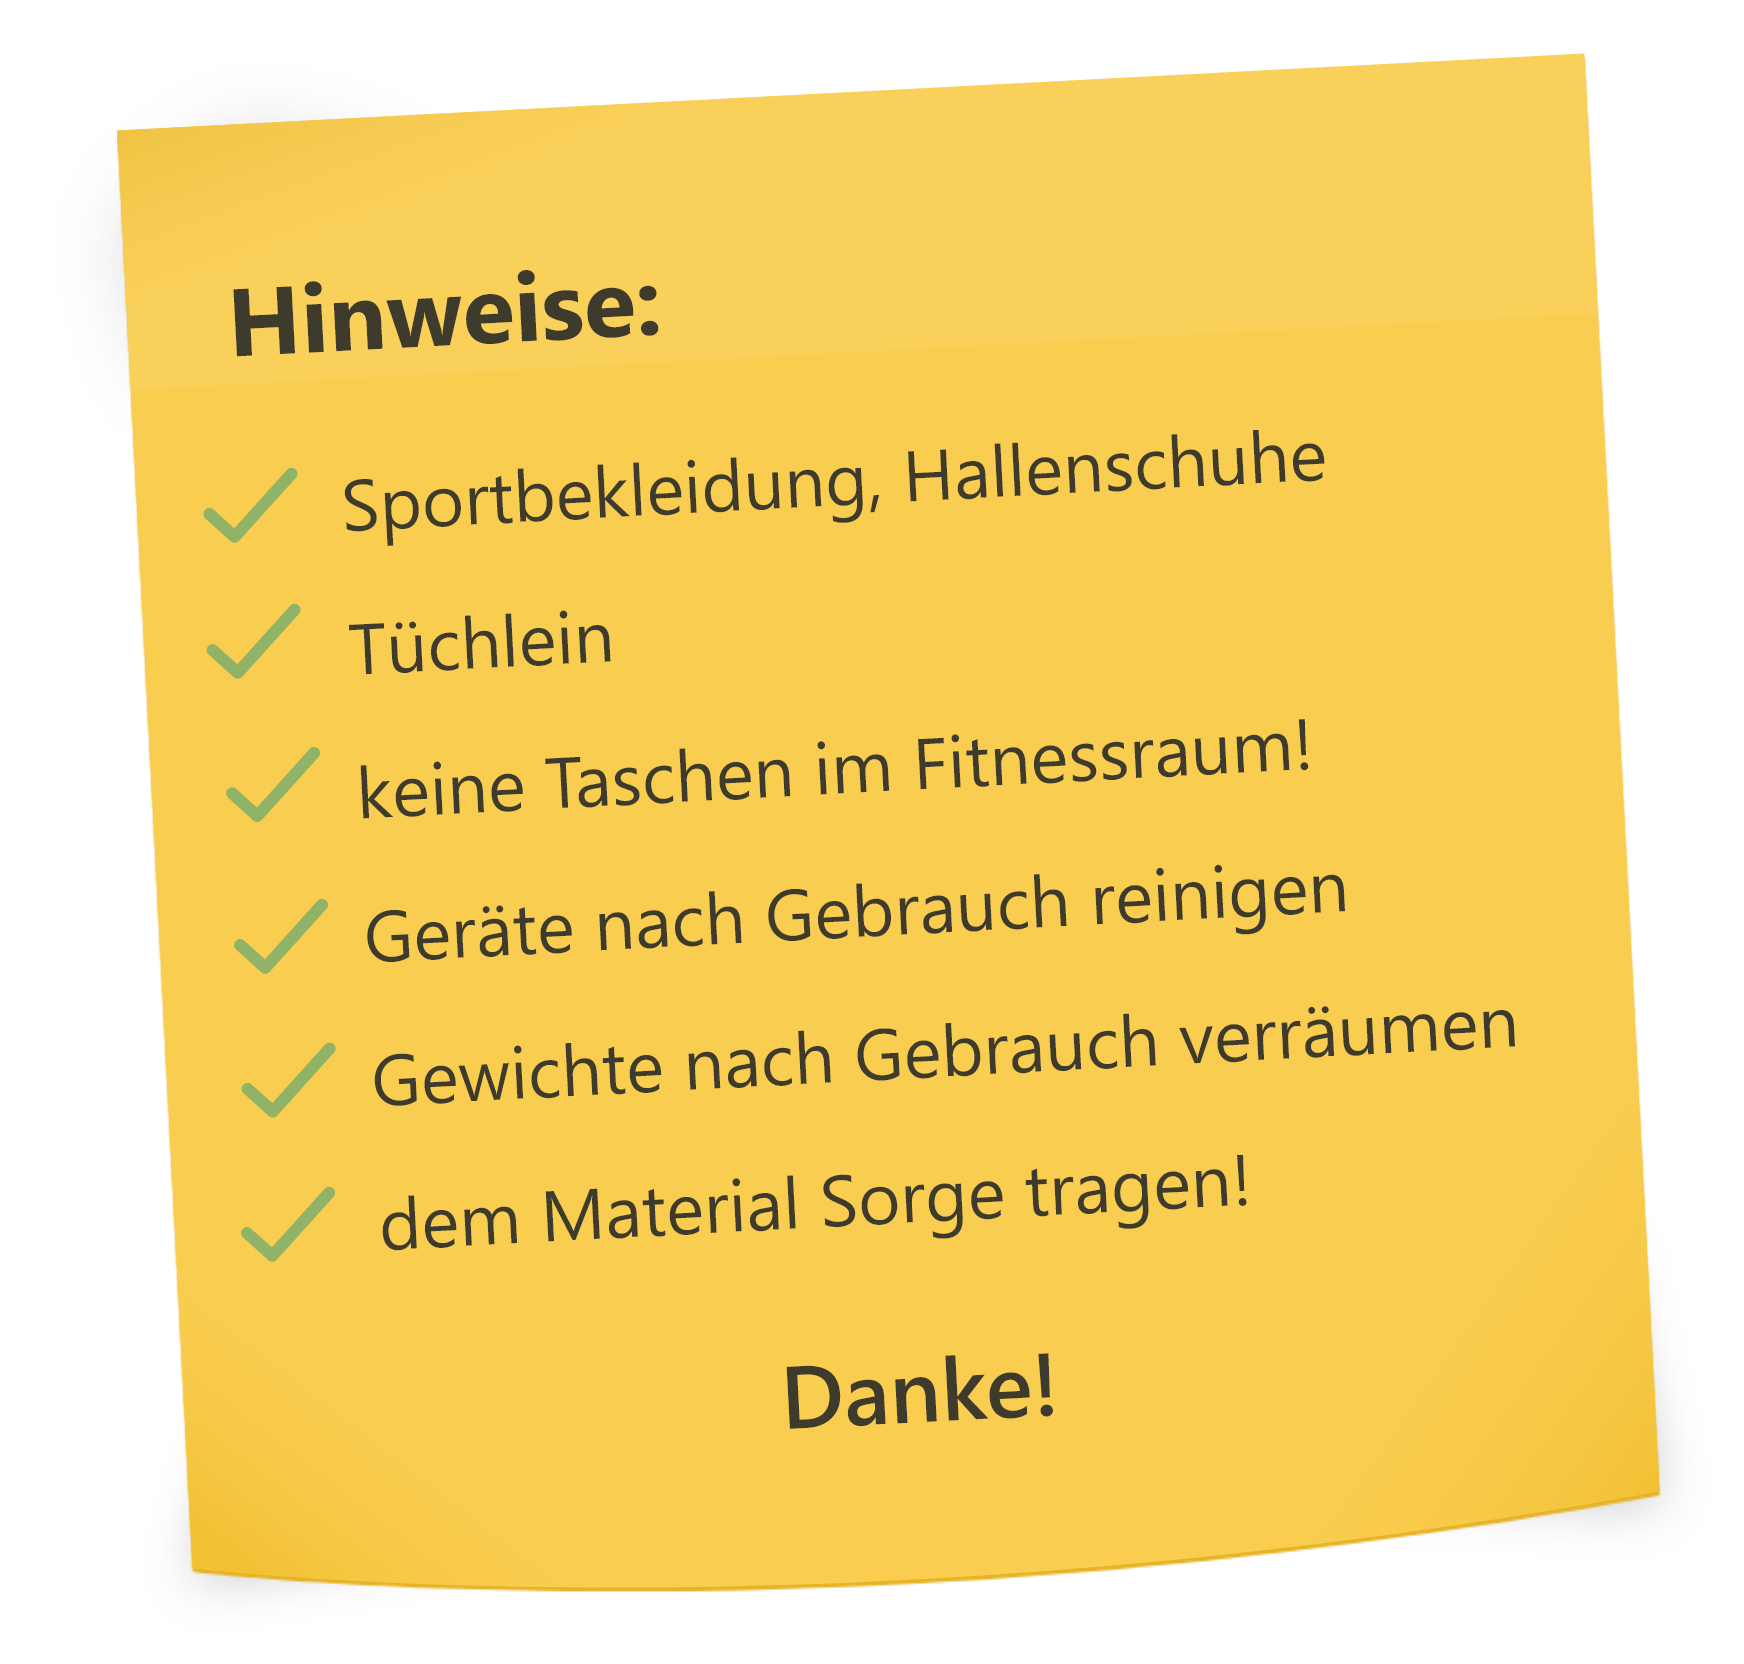 Hinweise:
Sportbekleidung, Hallenschuhe
Tüchlein
keine Taschen im Fitnessraum!
Geräte nach Gebrauch reinigen
Gewichte nach Gebrauch verräumen
dem Material Sorge tragen!
Danke!